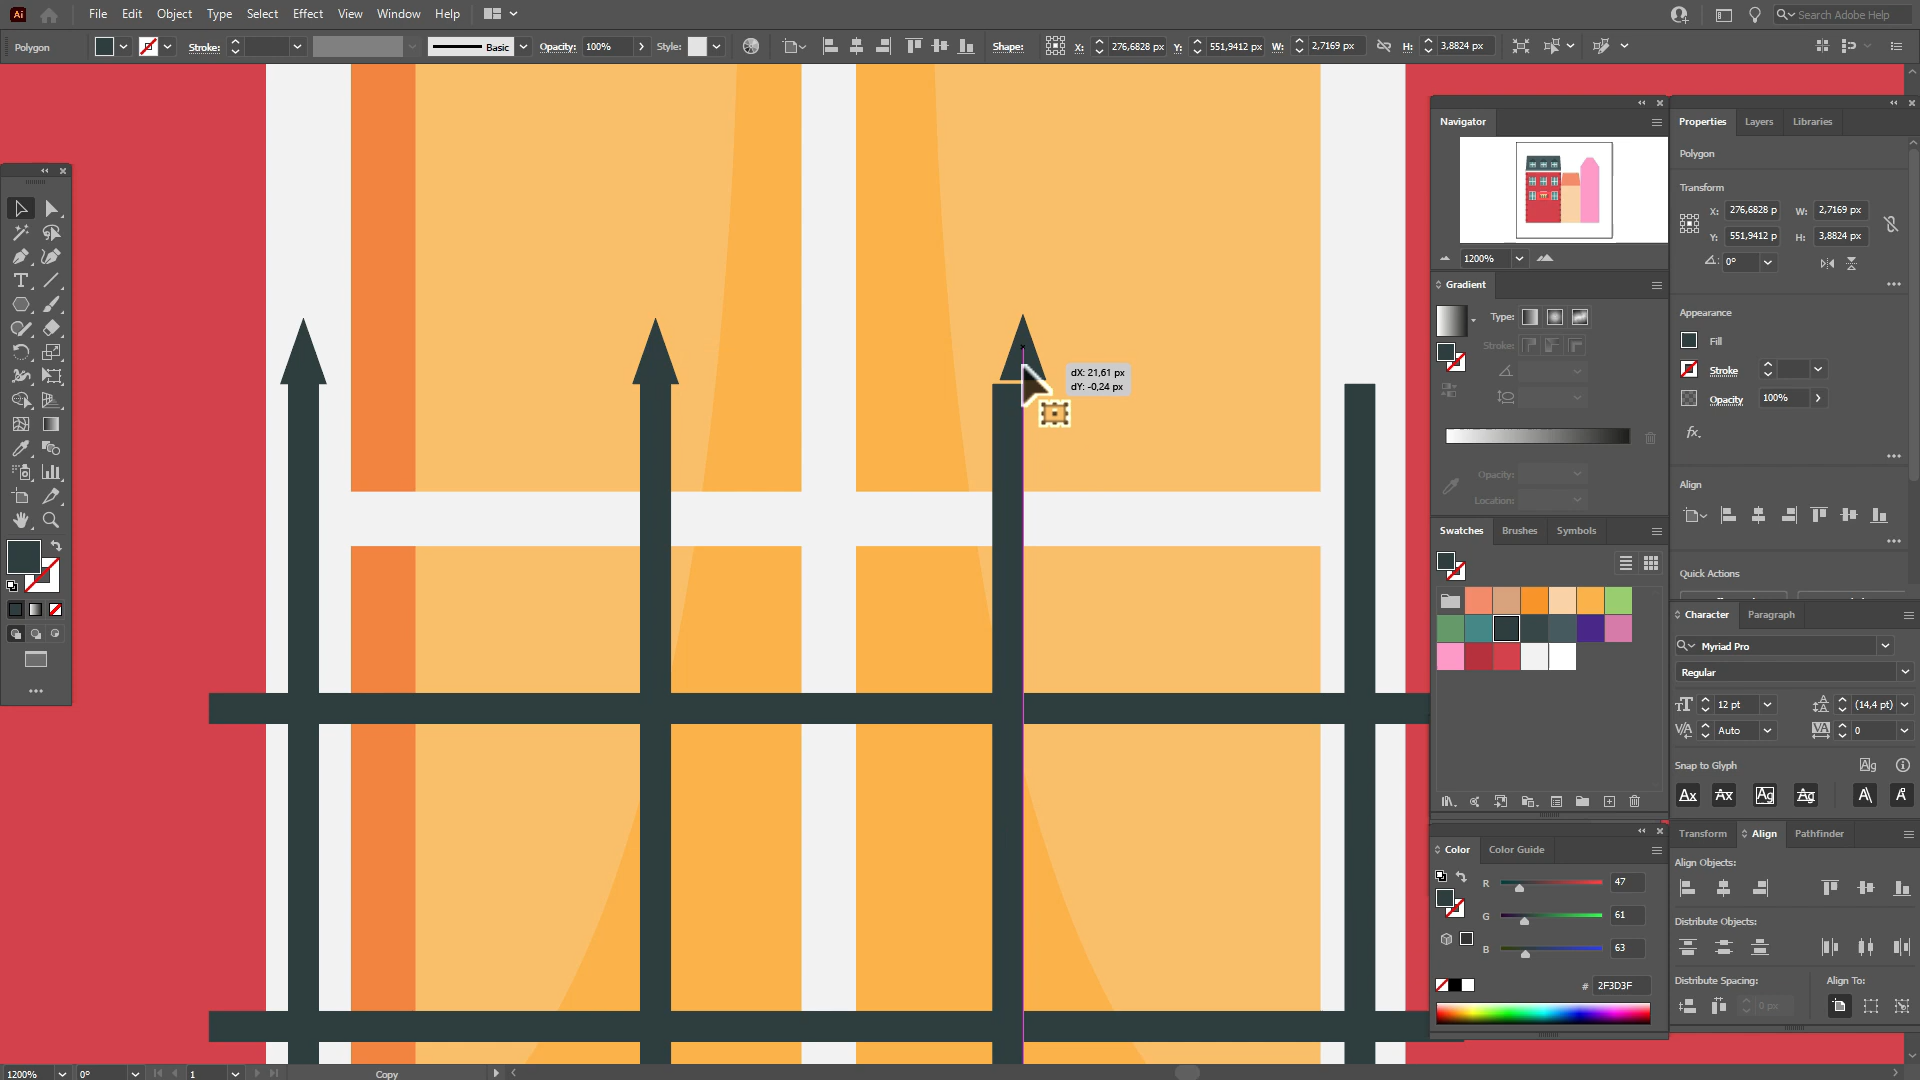 Ai File Edit Object Type Select Effect View Window Help Search Adobe Help
Polygon Stroke: Basic Opacity: 100% Style: Shape: X: 276,6828 px Y: 551,9412 px W: 2,7169 px H: 3,8824 px
Navigator
Properties Layers Libraries
Polygon
Transform
X: 276,6828 p W: 2,7169 px
Y: 551,9412 p H: 3,8824 px
0°
1200%
Gradient
Type:
Stroke:
Opacity:
Location:
Appearance
Fill
Stroke
Opacity 100%
fx.
Align
Quick Actions
dX: 21,61 px
dY: -0,24 px
Swatches Brushes Symbols
Character Paragraph
Myriad Pro
Regular
12 pt (14,4 pt)
Auto 0
Snap to Glyph
Transform Align Pathfinder
Align Objects:
Distribute Objects:
Distribute Spacing: Align To:
0 px
Color Color Guide
R 47
G 61
B 63
# 2F3D3F
1200% 0° 1 Copy